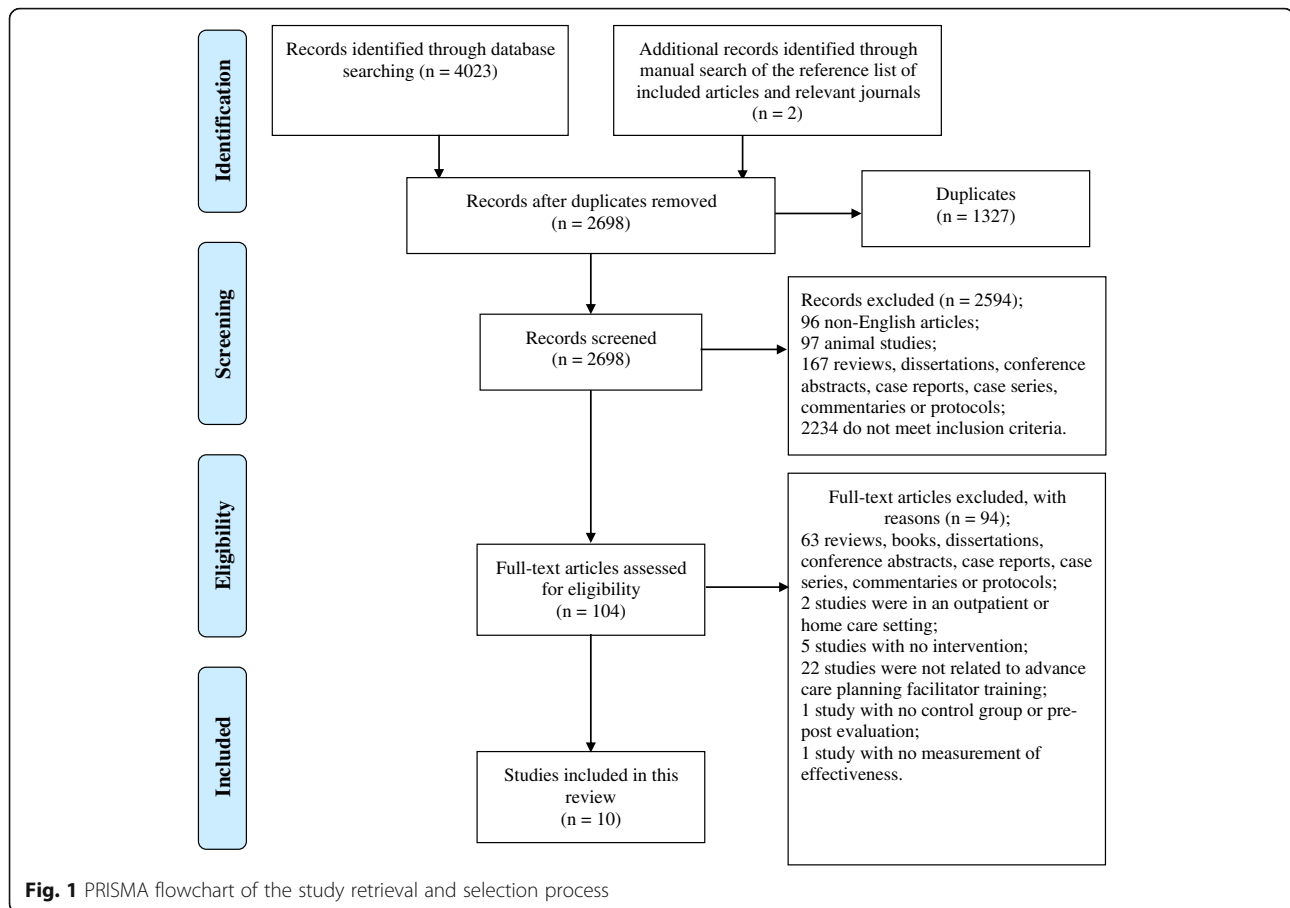 Identification
Records identified through database
searching (n = 4023)
Additional records identified through
manual search of the reference list of
included articles and relevant journals
(n = 2)
Records after duplicates removed
(n = 2698)
Duplicates
(n = 1327)
Screening
Records screened
(n = 2698)
Records excluded (n = 2594);
96 non-English articles;
97 animal studies;
167 reviews, dissertations, conference
abstracts, case reports, case series,
commentaries or protocols;
2234 do not meet inclusion criteria.
Eligibility
Full-text articles assessed
for eligibility
(n = 104)
Full-text articles excluded, with
reasons (n = 94);
63 reviews, books, dissertations,
conference abstracts, case reports, case
series, commentaries or protocols;
2 studies were in an outpatient or
home care setting;
5 studies with no intervention;
22 studies were not related to advance
care planning facilitator training;
1 study with no control group or pre-
post evaluation;
1 study with no measurement of
effectiveness.
Included
Studies included in this
review
(n = 10)
Fig. 1 PRISMA flowchart of the study retrieval and selection process